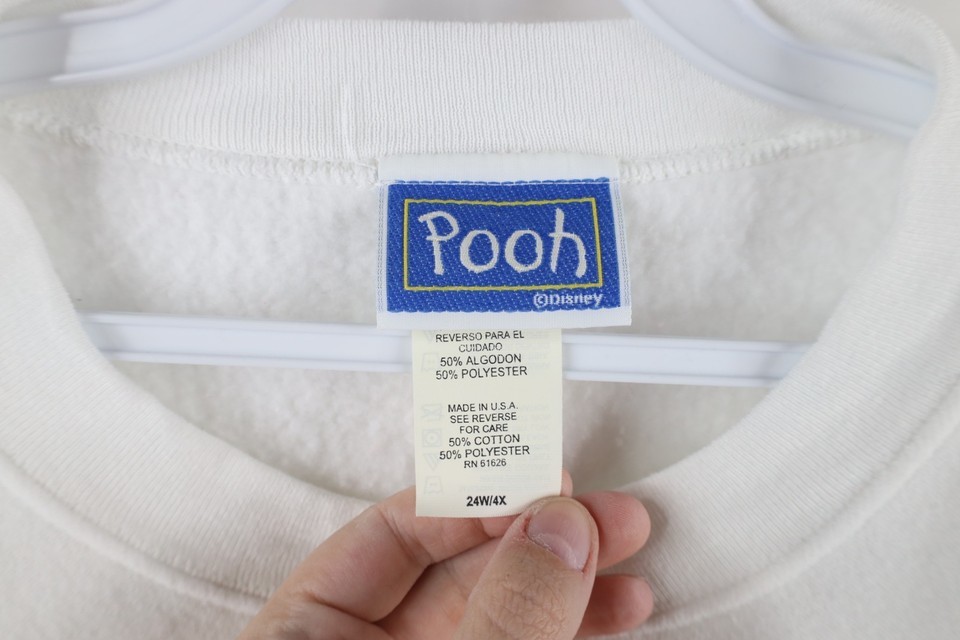 Pooh
©Disney
REVERSO PARA EL
CUIDADO
50% ALGODON
50% POLYESTER
MADE IN U.S.A.
SEE REVERSE
FOR CARE
50% COTTON
50% POLYESTER
RN 61626
24W/4X